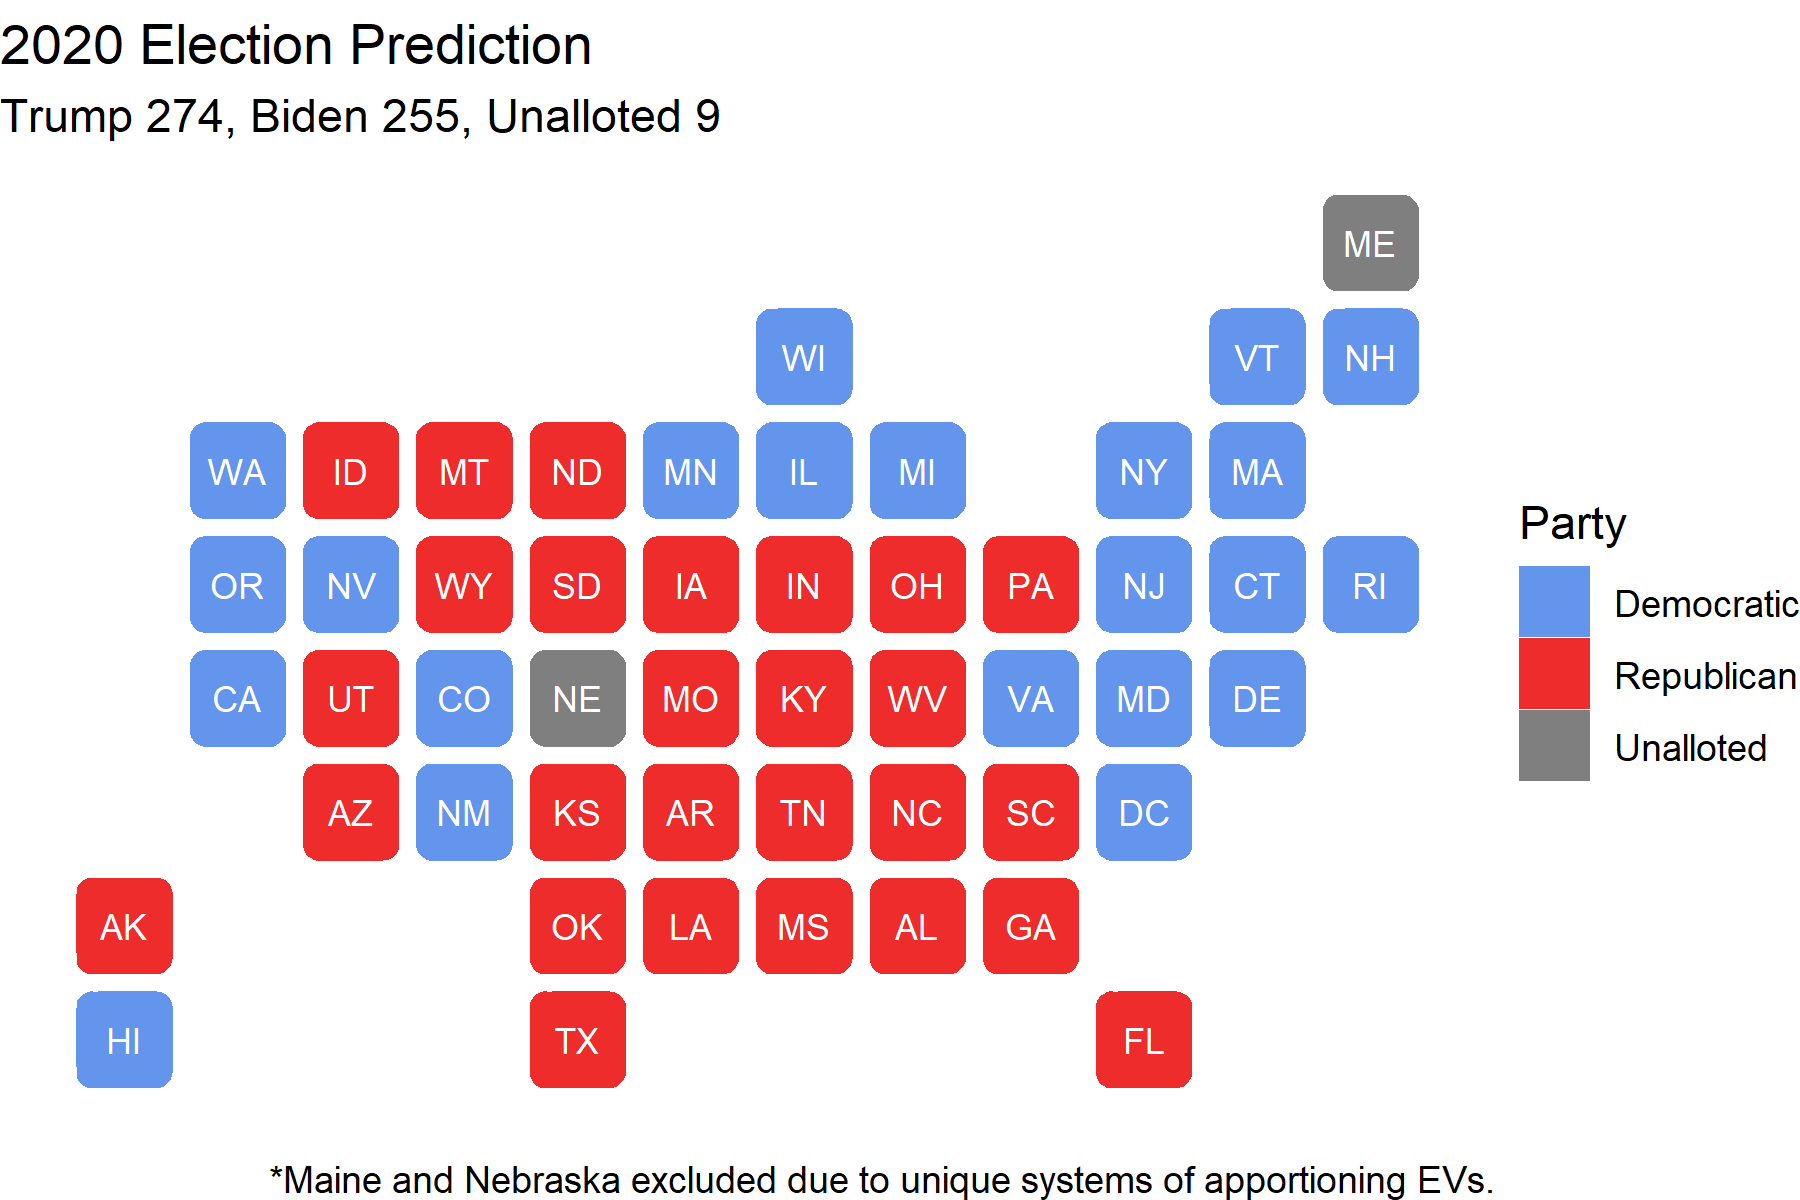 2020 Election Prediction
Trump 274, Biden 255, Unalloted 9
ME
WI VT NH
WA ID MT ND MN IL MI NY MA
OR NV WY SD IA IN OH PA NJ CT RI
CA UT CO NE MO KY WV VA MD DE
AZ NM KS AR TN NC SC DC
AK OK LA MS AL GA
HI TX FL
Party
Democratic
Republican
Unalloted
*Maine and Nebraska excluded due to unique systems of apportioning EVs.